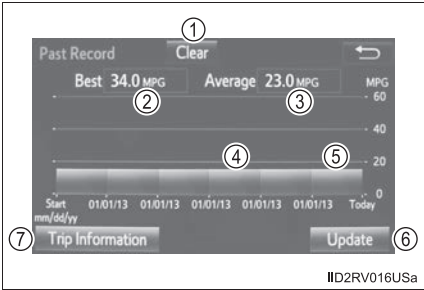 ①
Past Record Clear
Best 34.0 MPG Average 23.0 MPG MPG
② ③ 60
40
④ ⑤ 20
0
Start 01/01/13 01/01/13 01/01/13 01/01/13 01/01/13 Today
mm/dd/yy
⑦ Trip Information Update ⑥
IID2RV016USa